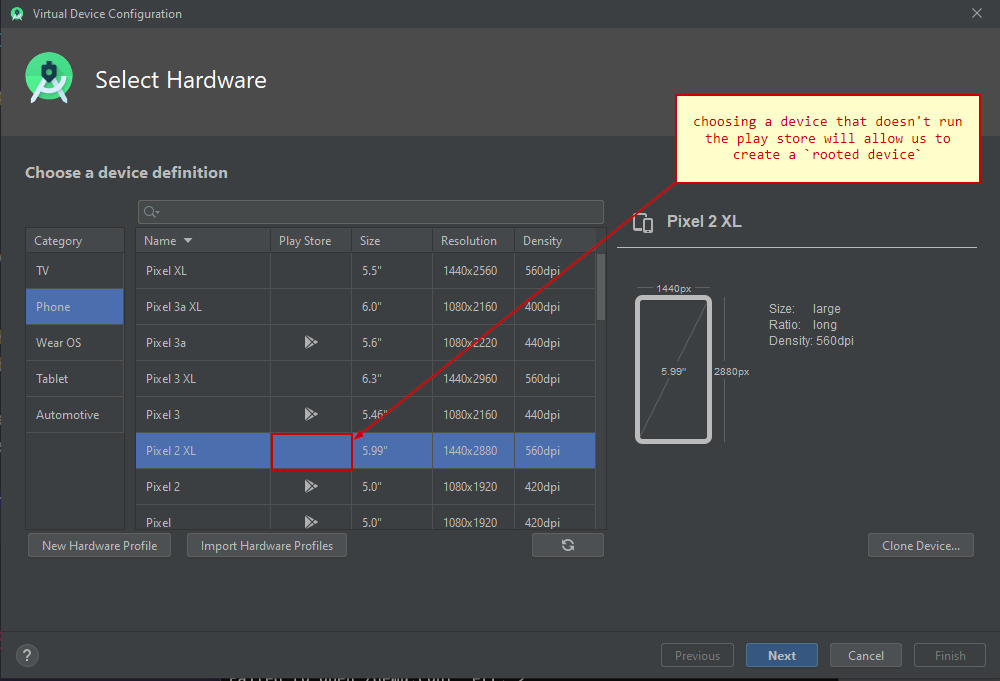 Virtual Device Configuration
Select Hardware
choosing a device that doesn't run
the play store will allow us to
create a `rooted device`
Choose a device definition
Category
TV
Phone
Wear OS
Tablet
Automotive
Name Play Store Size Resolution Density
Pixel XL 5.5" 1440x2560 560dpi
Pixel 3a XL 6.0" 1080x2160 400dpi
Pixel 3a 5.6" 1080x2220 440dpi
Pixel 3 XL 6.3" 1440x2960 560dpi
Pixel 3 5.46" 1080x2160 440dpi
Pixel 2 XL 5.99" 1440x2880 560dpi
Pixel 2 5.0" 1080x1920 420dpi
Pixel 5.0" 1080x1920 420dpi
Pixel 2 XL
1440px
5.99"
2880px
Size: large
Ratio: long
Density: 560dpi
New Hardware Profile
Import Hardware Profiles
Clone Device...
?
Previous
Next
Cancel
Finish